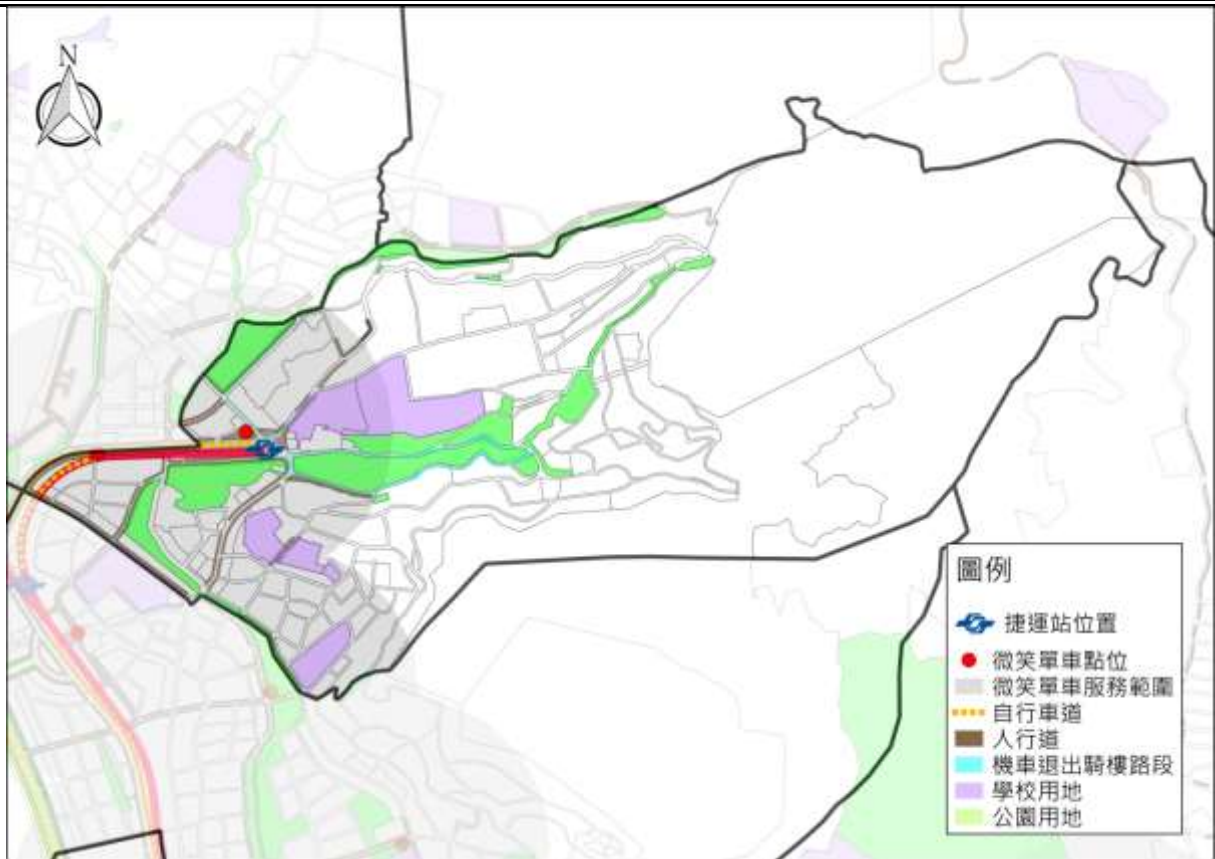 N
圖例
捷運站位置
微笑單車點位
微笑單車服務範圍
自行車道
人行道
機車退出騎樓路段
學校用地
公園用地